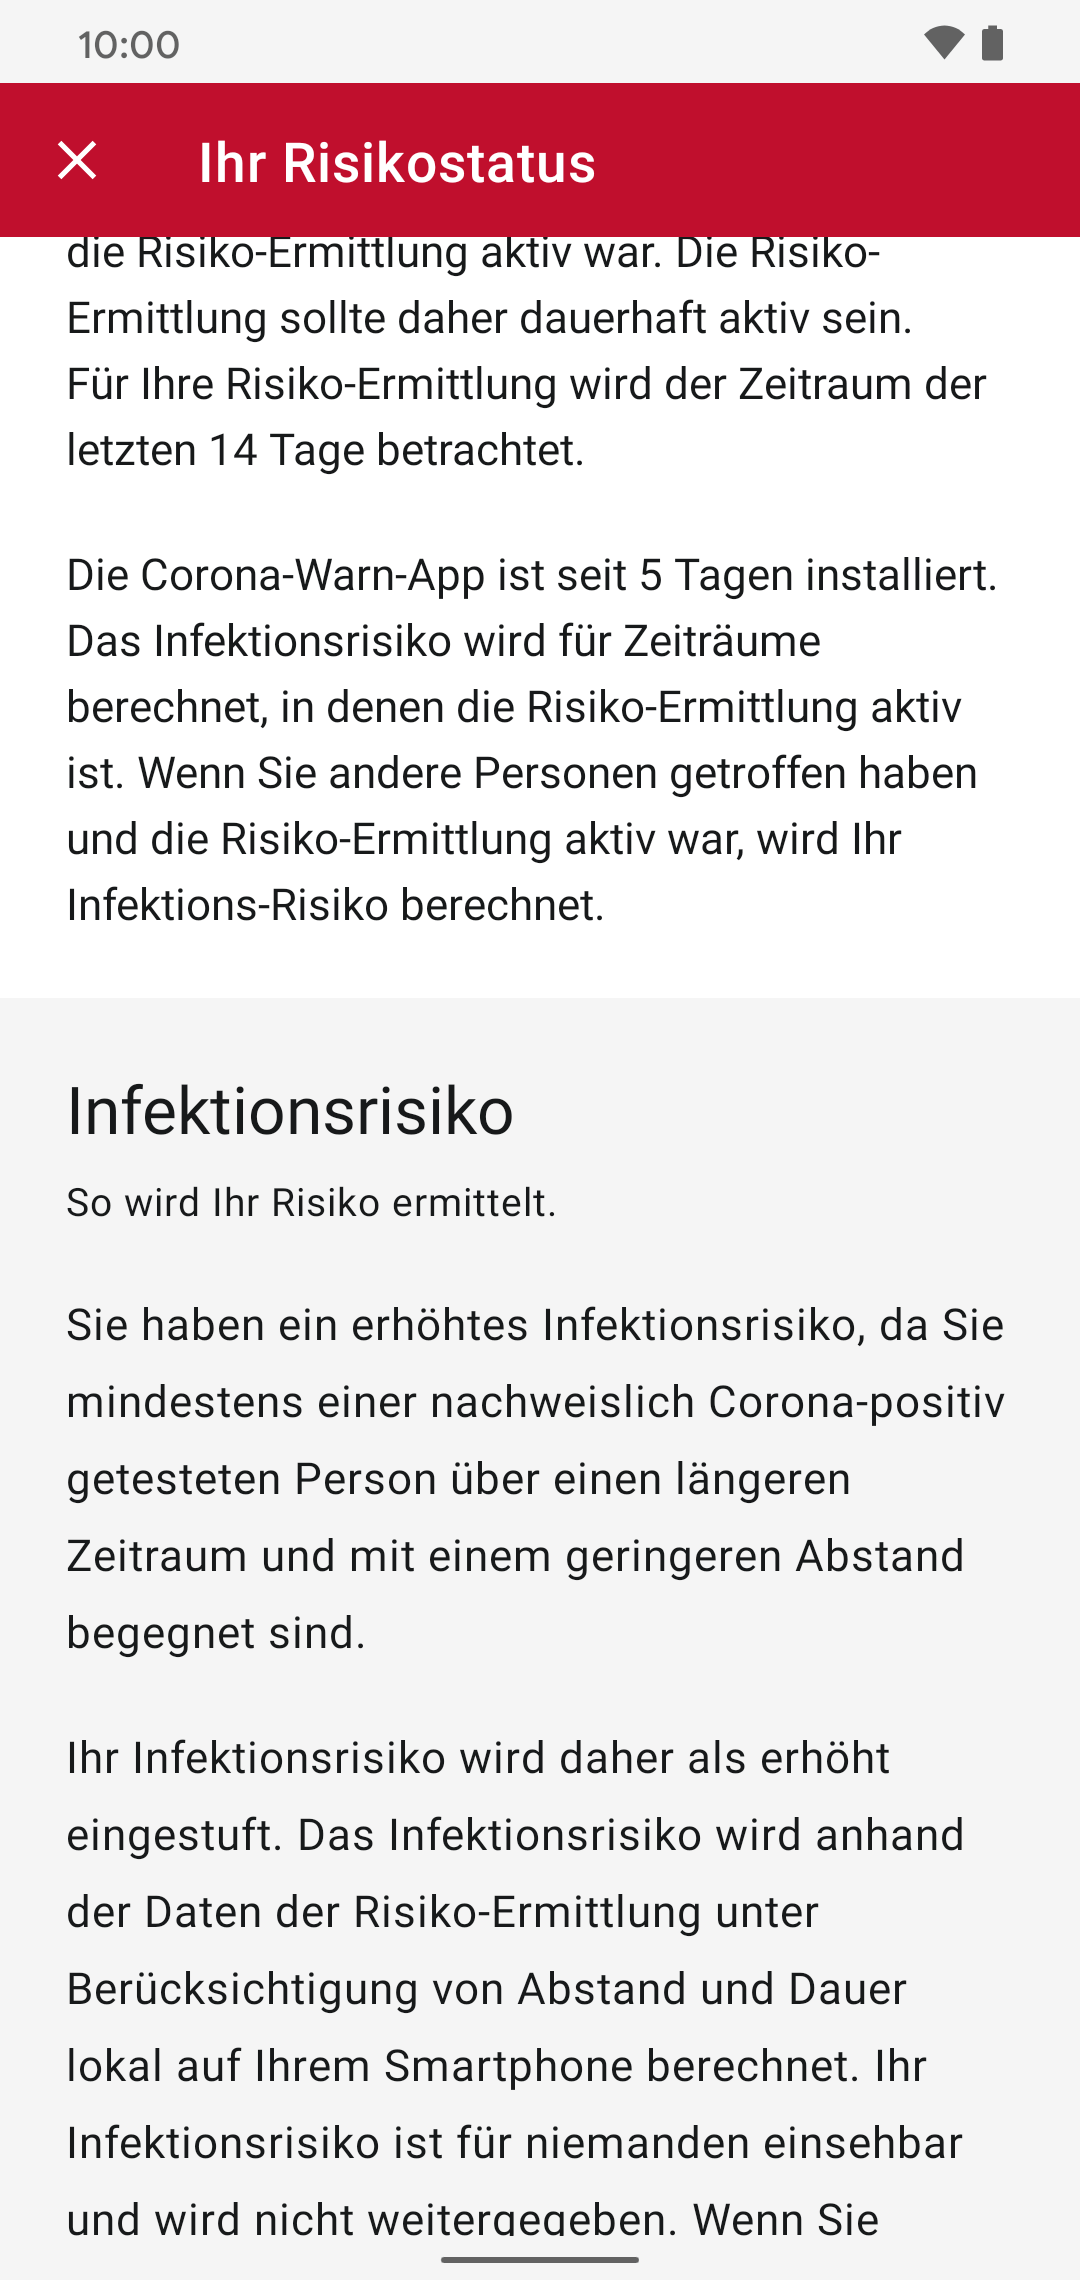 10:00
Ihr Risikostatus
die Risiko-Ermittlung aktiv war. Die Risiko-
Ermittlung sollte daher dauerhaft aktiv sein.
Für Ihre Risiko-Ermittlung wird der Zeitraum der
letzten 14 Tage betrachtet.
Die Corona-Warn-App ist seit 5 Tagen installiert.
Das Infektionsrisiko wird für Zeiträume
berechnet, in denen die Risiko-Ermittlung aktiv
ist. Wenn Sie andere Personen getroffen haben
und die Risiko-Ermittlung aktiv war, wird Ihr
Infektions-Risiko berechnet.
Infektionsrisiko
So wird Ihr Risiko ermittelt.
Sie haben ein erhöhtes Infektionsrisiko, da Sie
mindestens einer nachweislich Corona-positiv
getesteten Person über einen längeren
Zeitraum und mit einem geringeren Abstand
begegnet sind.
Ihr Infektionsrisiko wird daher als erhöht
eingestuft. Das Infektionsrisiko wird anhand
der Daten der Risiko-Ermittlung unter
Berücksichtigung von Abstand und Dauer
lokal auf Ihrem Smartphone berechnet. Ihr
Infektionsrisiko ist für niemanden einsehbar
und wird nicht weitergegeben. Wenn Sie